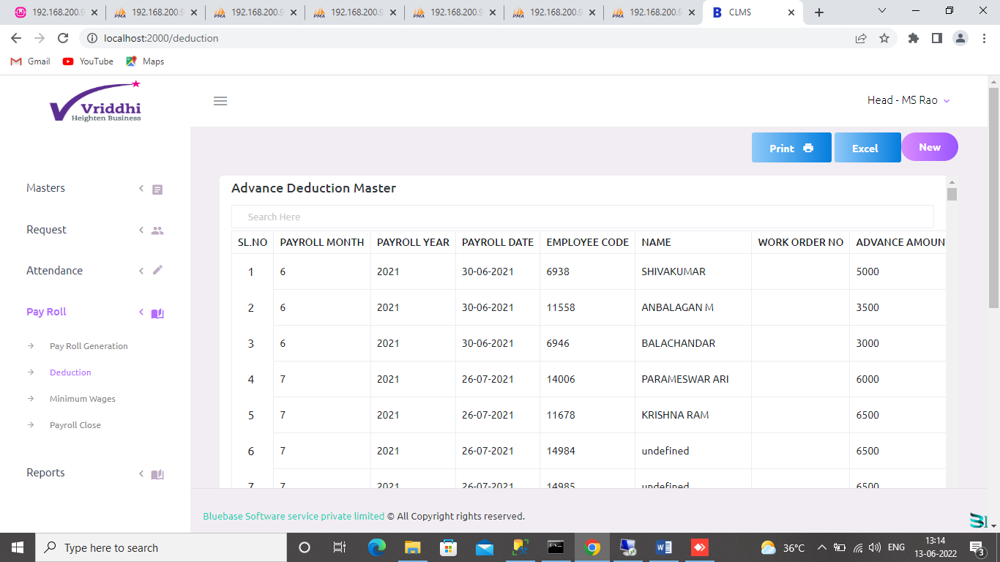 192.168.200.9 192.168.200.9 192.168.200.9 192.168.200.9 192.168.200.9 192.168.200.9 192.168.200.9 CLMS
localhost:2000/deduction
Gmail YouTube Maps
Vriddhi
Heighten Business
Head - MS Rao
Print Excel New
Masters
Request
Attendance
Pay Roll
Pay Roll Generation
Deduction
Minimum Wages
Payroll Close
Reports
Advance Deduction Master
Search Here
SL.NO PAYROLL MONTH PAYROLL YEAR PAYROLL DATE EMPLOYEE CODE NAME WORK ORDER NO ADVANCE AMOUN
1 6 2021 30-06-2021 6938 SHIVAKUMAR 5000
2 6 2021 30-06-2021 11558 ANBALAGAN M 3500
3 6 2021 30-06-2021 6946 BALACHANDAR 3000
4 7 2021 26-07-2021 14006 PARAMESWAR ARI 6000
5 7 2021 26-07-2021 11678 KRISHNA RAM 6500
6 7 2021 26-07-2021 14984 undefined 6500
7 7 2021 26-07-2021 14985 undefined 6500
Bluebase Software service private limited © All Copyright rights reserved.
Type here to search
36°C ENG 13:14
13-06-2022 3